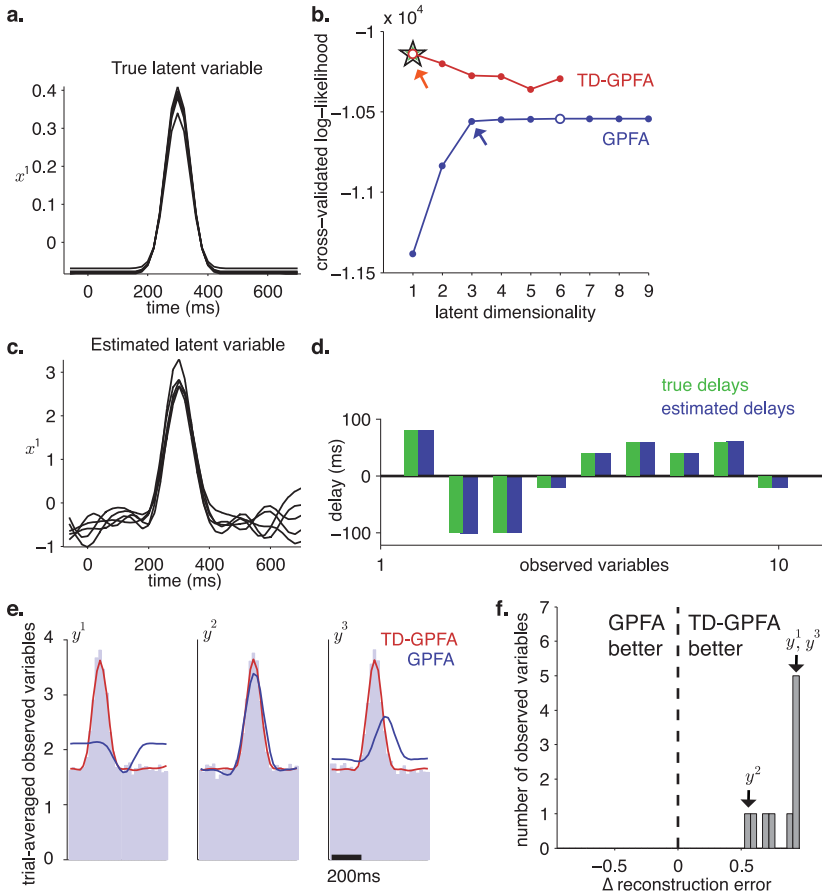 a.
True latent variable
0.4
0.3
0.2
0.1
0
x¹
0 200 400 600
time (ms)
b.
× 10⁴
−1
−1.05
−1.1
−1.15
cross−validated log−likelihood
TD-GPFA
GPFA
1 2 3 4 5 6 7 8 9
latent dimensionality
c.
Estimated latent variable
3
2
1
0
−1
x¹
0 200 400 600
time (ms)
d.
true delays
estimated delays
100
0
−100
delay (ms)
1 10
observed variables
e.
trial-averaged observed variables
4
3
2
1
0
y¹
y²
y³
TD-GPFA
GPFA
200ms
f.
number of observed variables
7
6
5
4
3
2
1
0
GPFA better
TD-GPFA better
y¹, y³
y²
−0.5 0 0.5
Δ reconstruction error